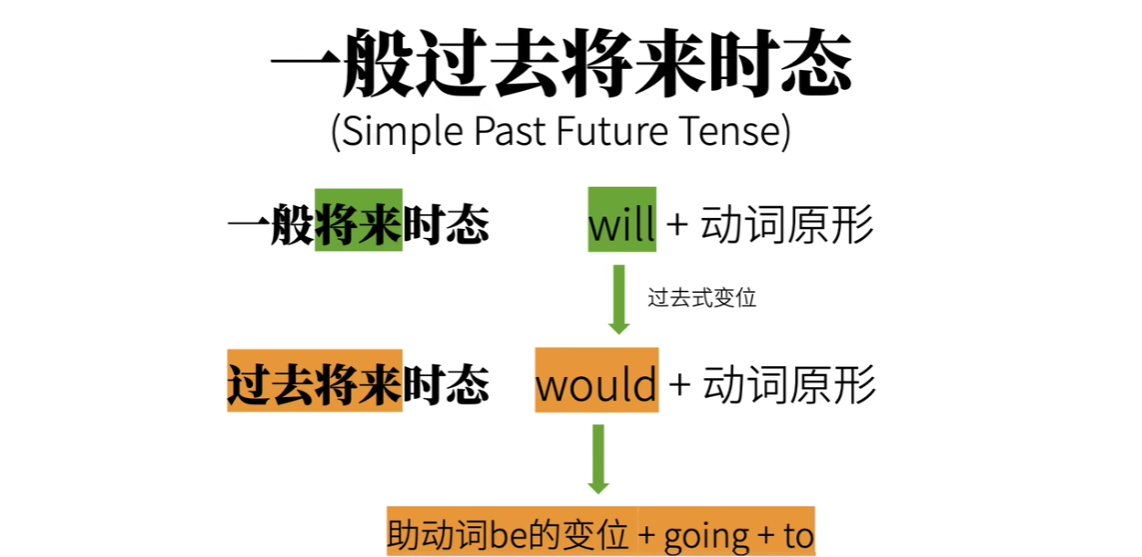 一般过去将来时态
(Simple Past Future Tense)
一般将来时态 will + 动词原形
过去式变位
过去将来时态 would + 动词原形
助动词be的变位 + going + to